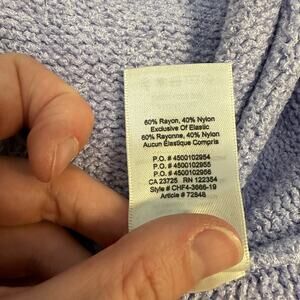 60% Rayon, 40% Nylon
Exclusive Of Elastic
60% Rayonne, 40% Nylon
Aucun Élastique Compris
P.O. # 4500102954
P.O. # 4500102955
P.O. # 4500102956
CA 23725 RN 122354
Style # CHF4-3666-19
Article # 72848